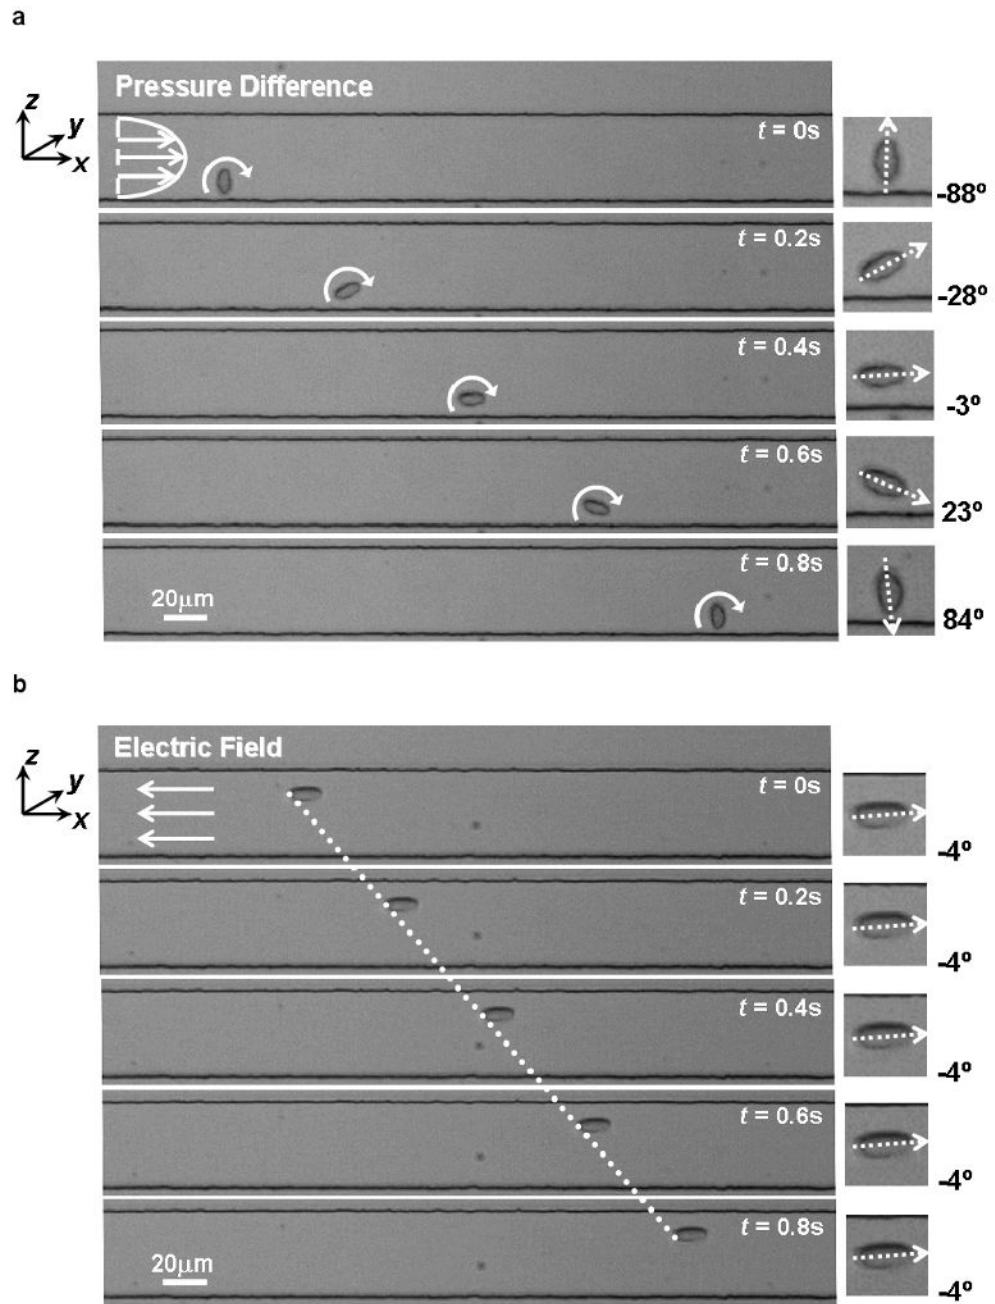 a
Pressure Difference
z
y
x
t = 0s
-88º
t = 0.2s
-28º
t = 0.4s
-3º
t = 0.6s
23º
t = 0.8s
20μm
84º
b
Electric Field
z
y
x
t = 0s
-4º
t = 0.2s
-4º
t = 0.4s
-4º
t = 0.6s
-4º
t = 0.8s
20μm
-4º